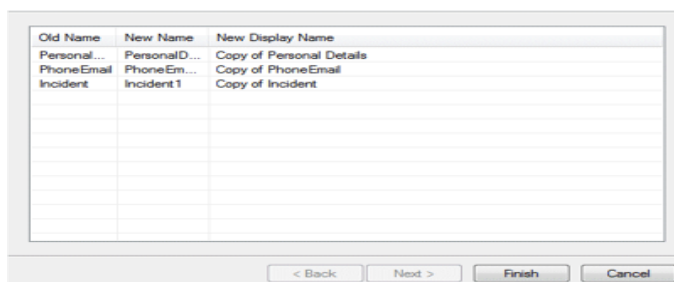 Old Name New Name New Display Name
Personal... PersonalD... Copy of Personal Details
PhoneEmail PhoneEm... Copy of PhoneEmail
Incident Incident1 Copy of Incident
< Back Next > Finish Cancel